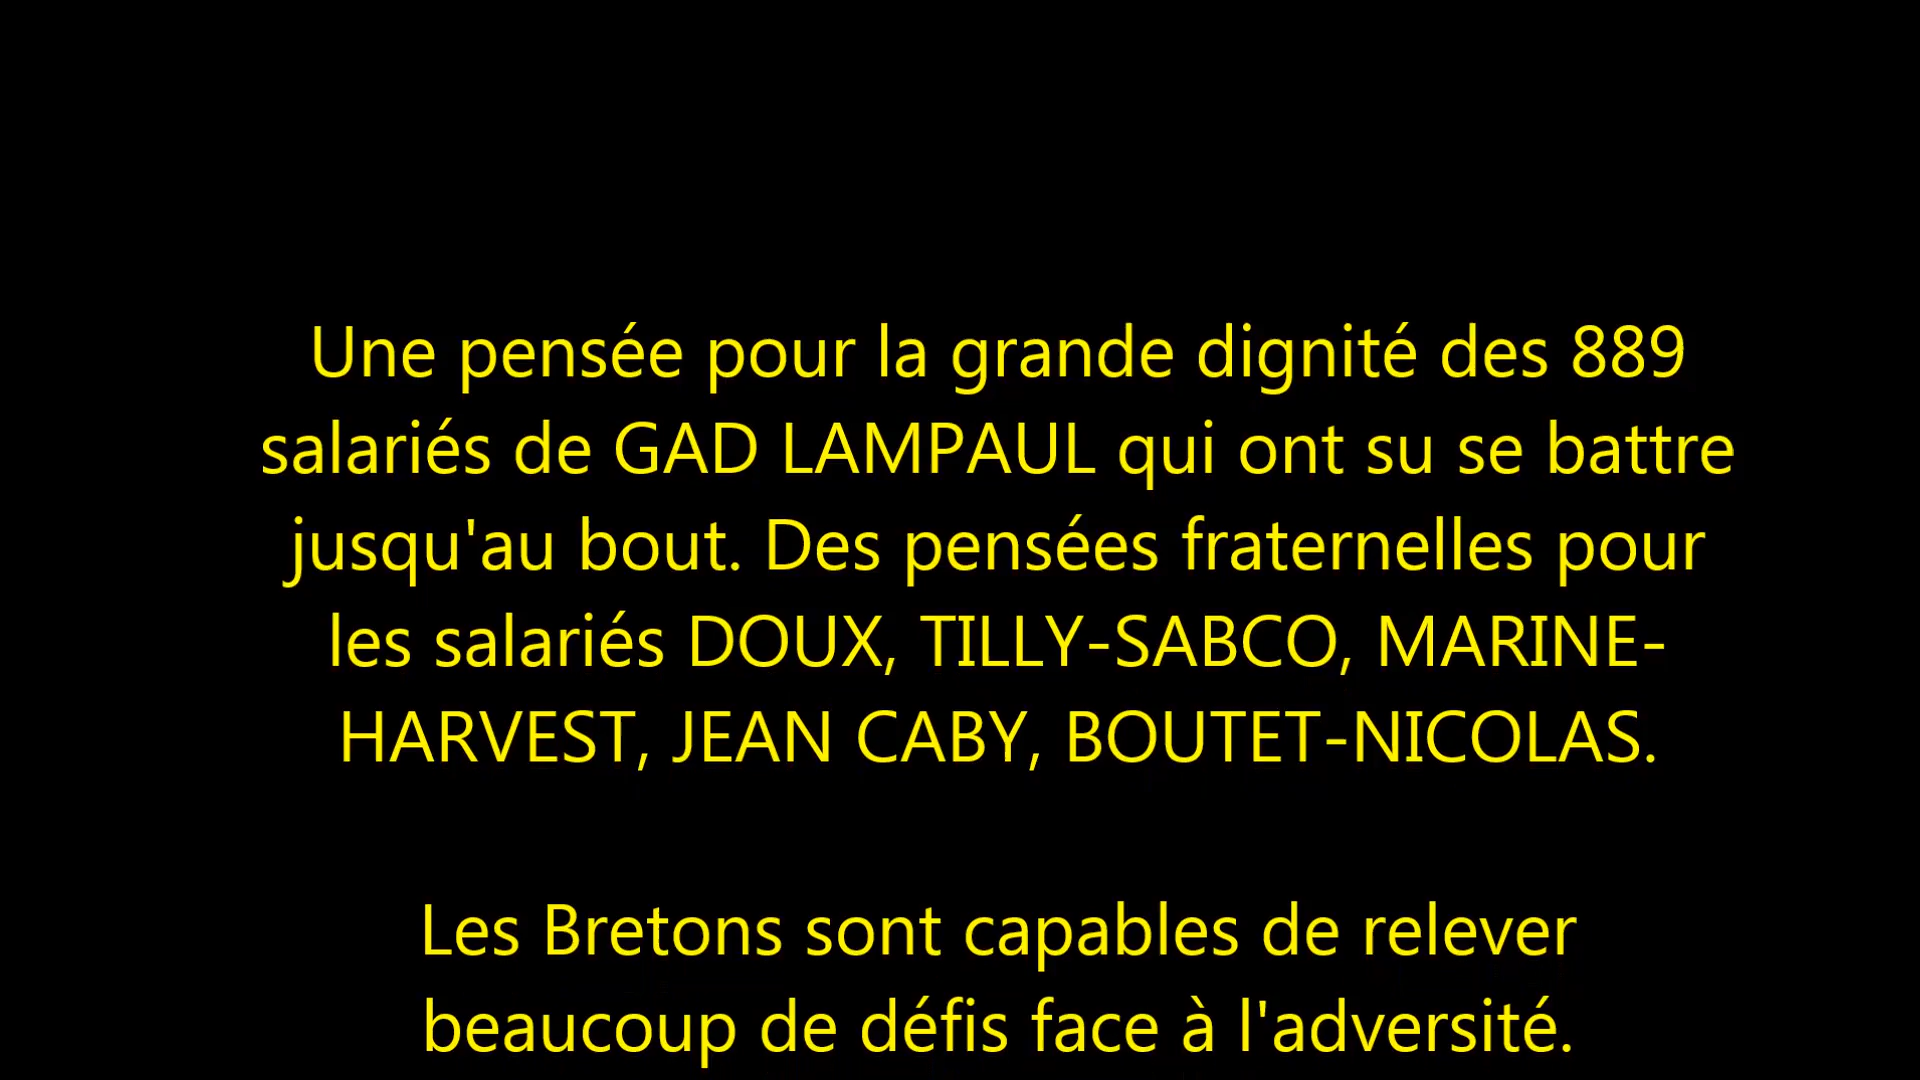 Une pensée pour la grande dignité des 889
salariés de GAD LAMPAUL qui ont su se battre
jusqu'au bout. Des pensées fraternelles pour
les salariés DOUX, TILLY-SABCO, MARINE-
HARVEST, JEAN CABY, BOUTET-NICOLAS.
Les Bretons sont capables de relever
beaucoup de défis face à l'adversité.